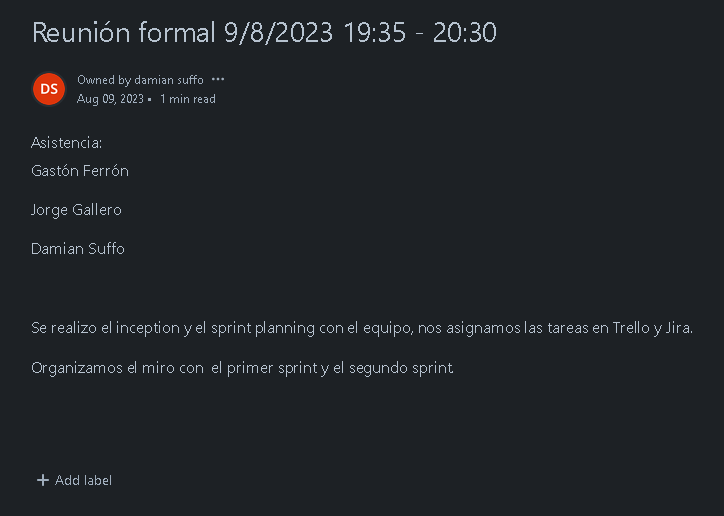 Reunión formal 9/8/2023 19:35 - 20:30
DS
Owned by damian suffo •••
Aug 09, 2023 • 1 min read
Asistencia:
Gastón Ferrón
Jorge Gallero
Damian Suffo
Se realizo el inception y el sprint planning con el equipo, nos asignamos las tareas en Trello y Jira.
Organizamos el miro con el primer sprint y el segundo sprint.
+ Add label